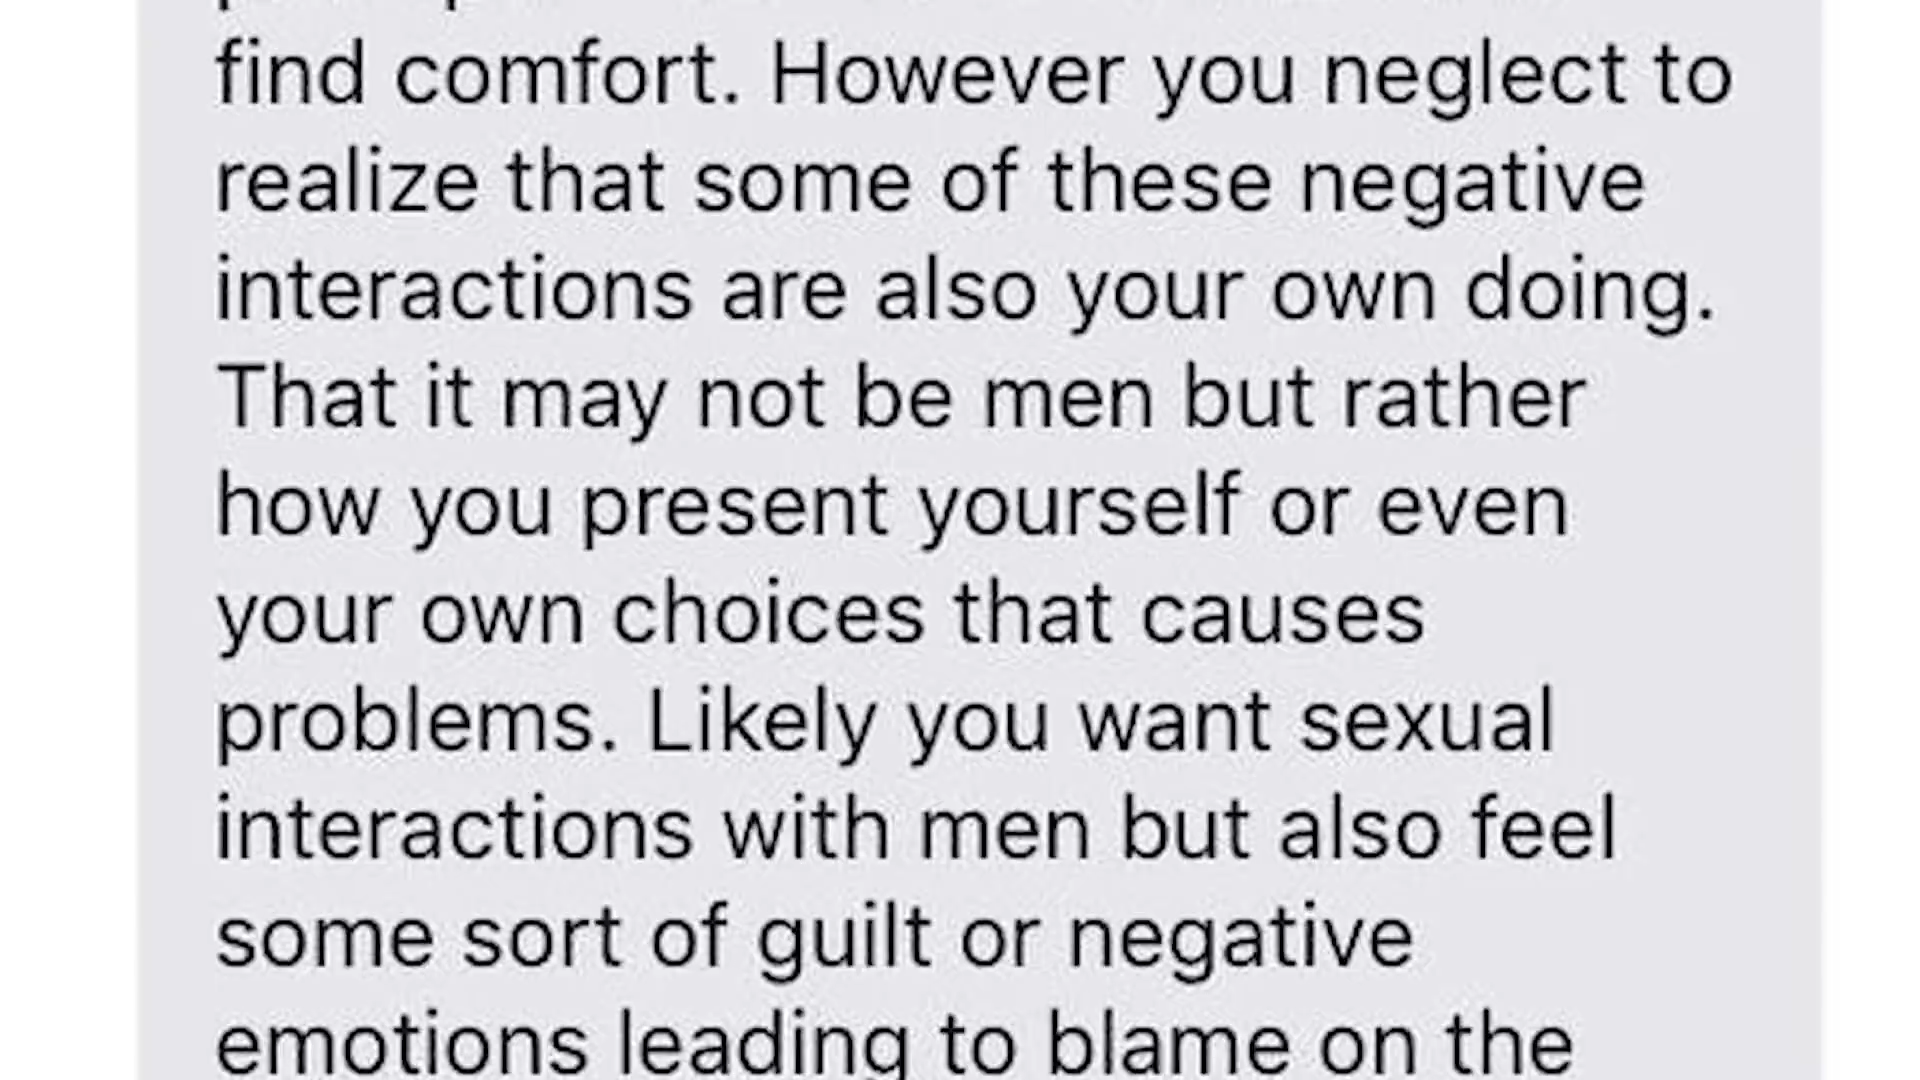 find comfort. However you neglect to
realize that some of these negative
interactions are also your own doing.
That it may not be men but rather
how you present yourself or even
your own choices that causes
problems. Likely you want sexual
interactions with men but also feel
some sort of guilt or negative
emotions leading to blame on the